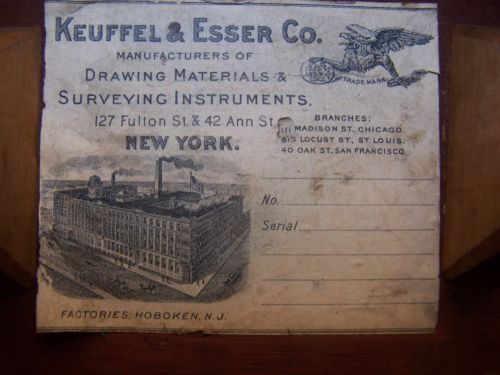 KEUFFEL & ESSER CO.
MANUFACTURERS OF
DRAWING MATERIALS &
SURVEYING INSTRUMENTS,
127 FULTON ST. & 42 ANN ST.
NEW YORK.
TRADE MARK.
BRANCHES:
111 MADISON ST., CHICAGO.
813 LOCUST ST., ST. LOUIS.
40 OAK ST., SAN FRANCISCO
No.
Serial
FACTORIES, HOBOKEN, N.J.